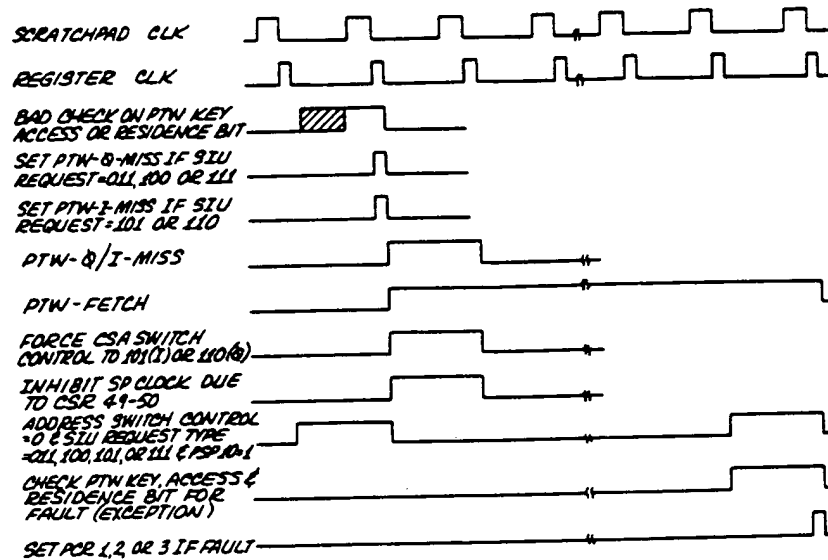 SCRATCHPAD CLK
REGISTER CLK
BAD CHECK ON PTW KEY
ACCESS OR RESIDENCE BIT
SET PTW-O-MISS IF SIU
REQUEST=011,100 OR 111
SET PTW-I-MISS IF SIU
REQUEST=101 OR 110
PTW-O/I-MISS
PTW-FETCH
FORCE CSA SWITCH
CONTROL TO 101(I) OR 110(O)
INHIBIT SP CLOCK DUE
TO CSR 49-50
ADDRESS SWITCH CONTROL
=0 & SIU REQUEST TYPE
=011,100,101, OR 111 & PSP 10=1
CHECK PTW KEY, ACCESS &
RESIDENCE BIT FOR
FAULT (EXCEPTION)
SET PCR 1,2, OR 3 IF FAULT